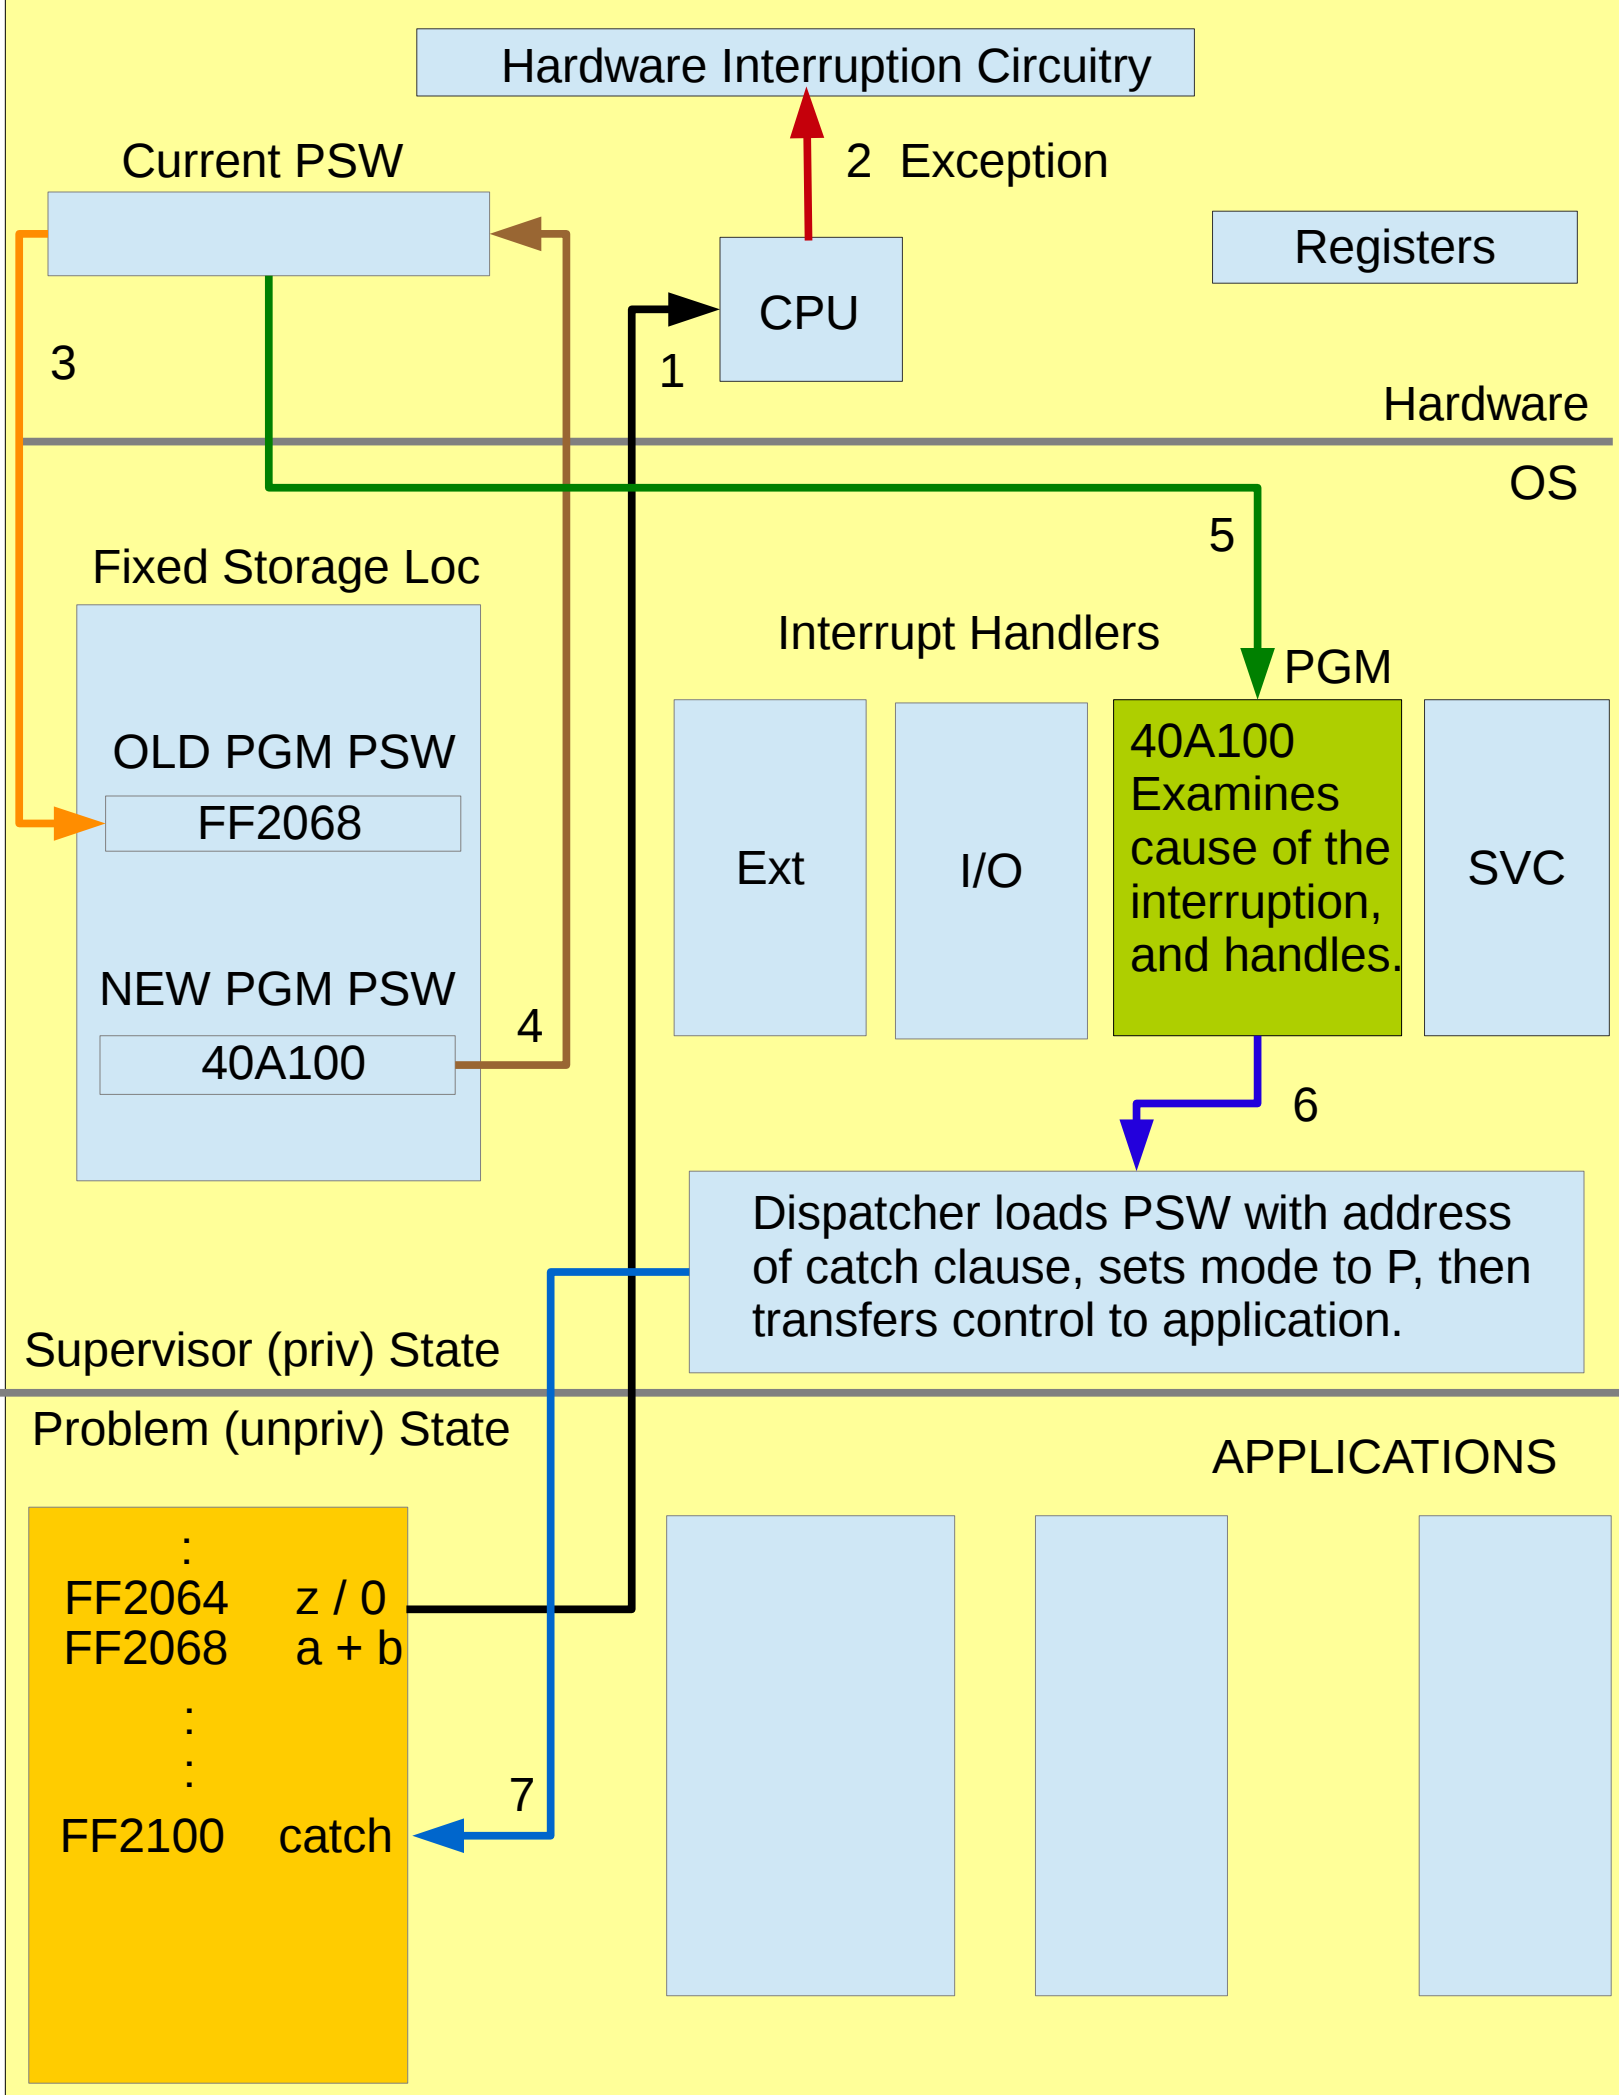 Hardware Interruption Circuitry
Current PSW
2 Exception
Registers
CPU
3
1
Hardware
OS
5
Fixed Storage Loc
Interrupt Handlers
PGM
OLD PGM PSW
FF2068
NEW PGM PSW
40A100
4
Ext
I/O
40A100
Examines
cause of the
interruption,
and handles.
SVC
6
Dispatcher loads PSW with address
of catch clause, sets mode to P, then
transfers control to application.
Supervisor (priv) State
Problem (unpriv) State
APPLICATIONS
:
FF2064 z / 0
FF2068 a + b
:
:
7
FF2100 catch